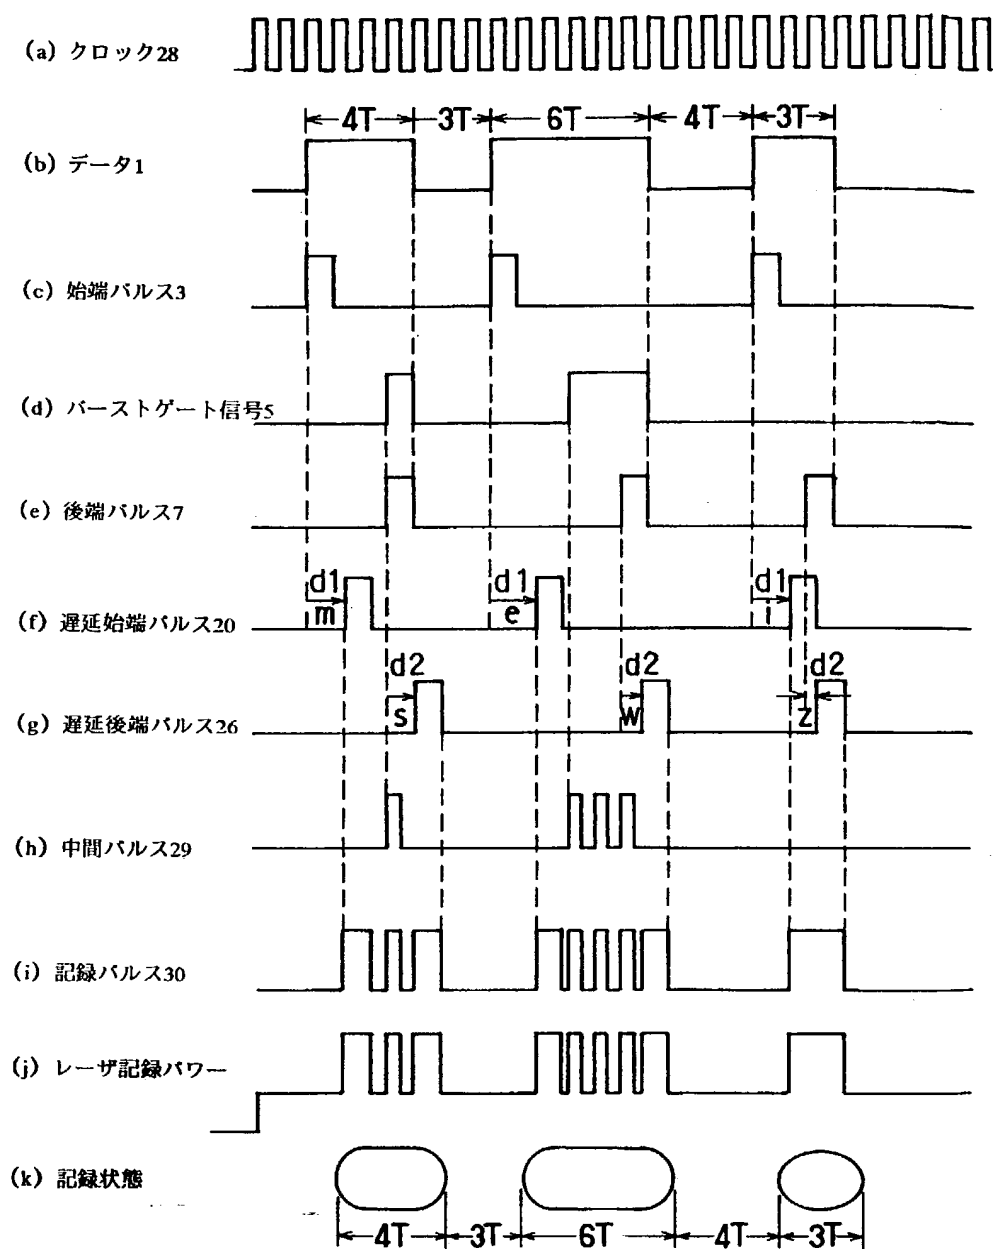 (a) クロック28
4T 3T 6T 4T 3T
(b) データ1
(c) 始端パルス3
(d) バーストゲート信号5
(e) 後端パルス7
d1 d1 d1
m e i
(f) 遅延始端パルス20
d2 d2 d2
s w z
(g) 遅延後端パルス26
(h) 中間パルス29
(i) 記録パルス30
(j) レーザ記録パワー
(k) 記録状態
4T 3T 6T 4T 3T